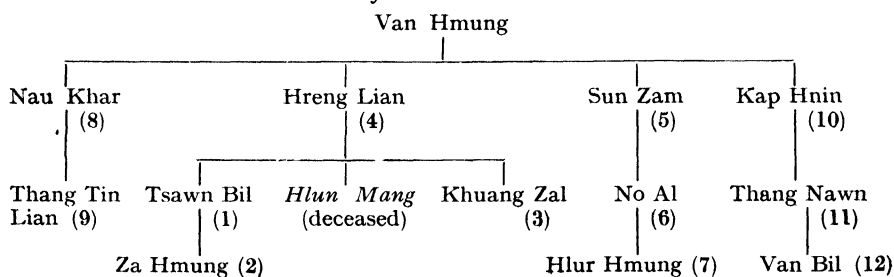 Van Hmung
Nau Khar Hreng Lian Sun Zam Kap Hnin
(8) (4) (5) (10)
Thang Tin Tsawn Bil Hlun Mang Khuang Zal No Al Thang Nawn
Lian (9) (1) (deceased) (3) (6) (11)
Za Hmung (2) Hlur Hmung (7) Van Bil (12)